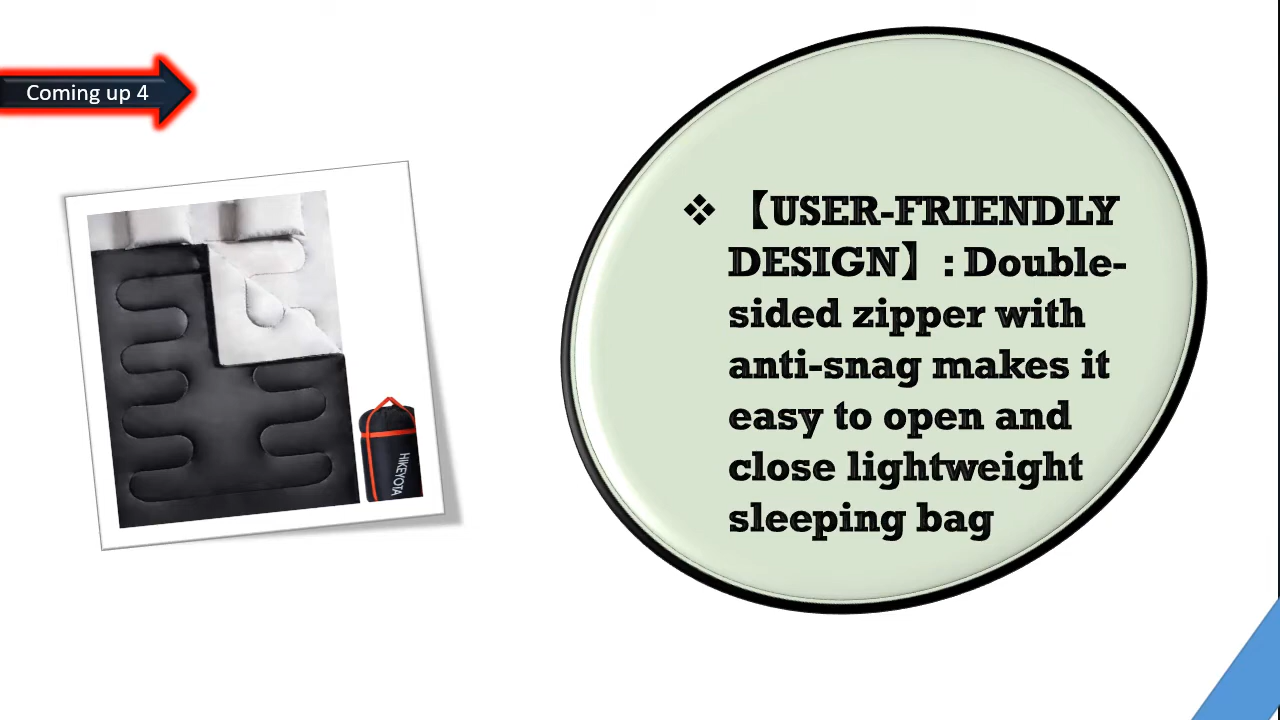 Coming up 4
❖ 【USER-FRIENDLY
DESIGN】: Double-
sided zipper with
anti-snag makes it
easy to open and
close lightweight
sleeping bag
HIKEYOTA